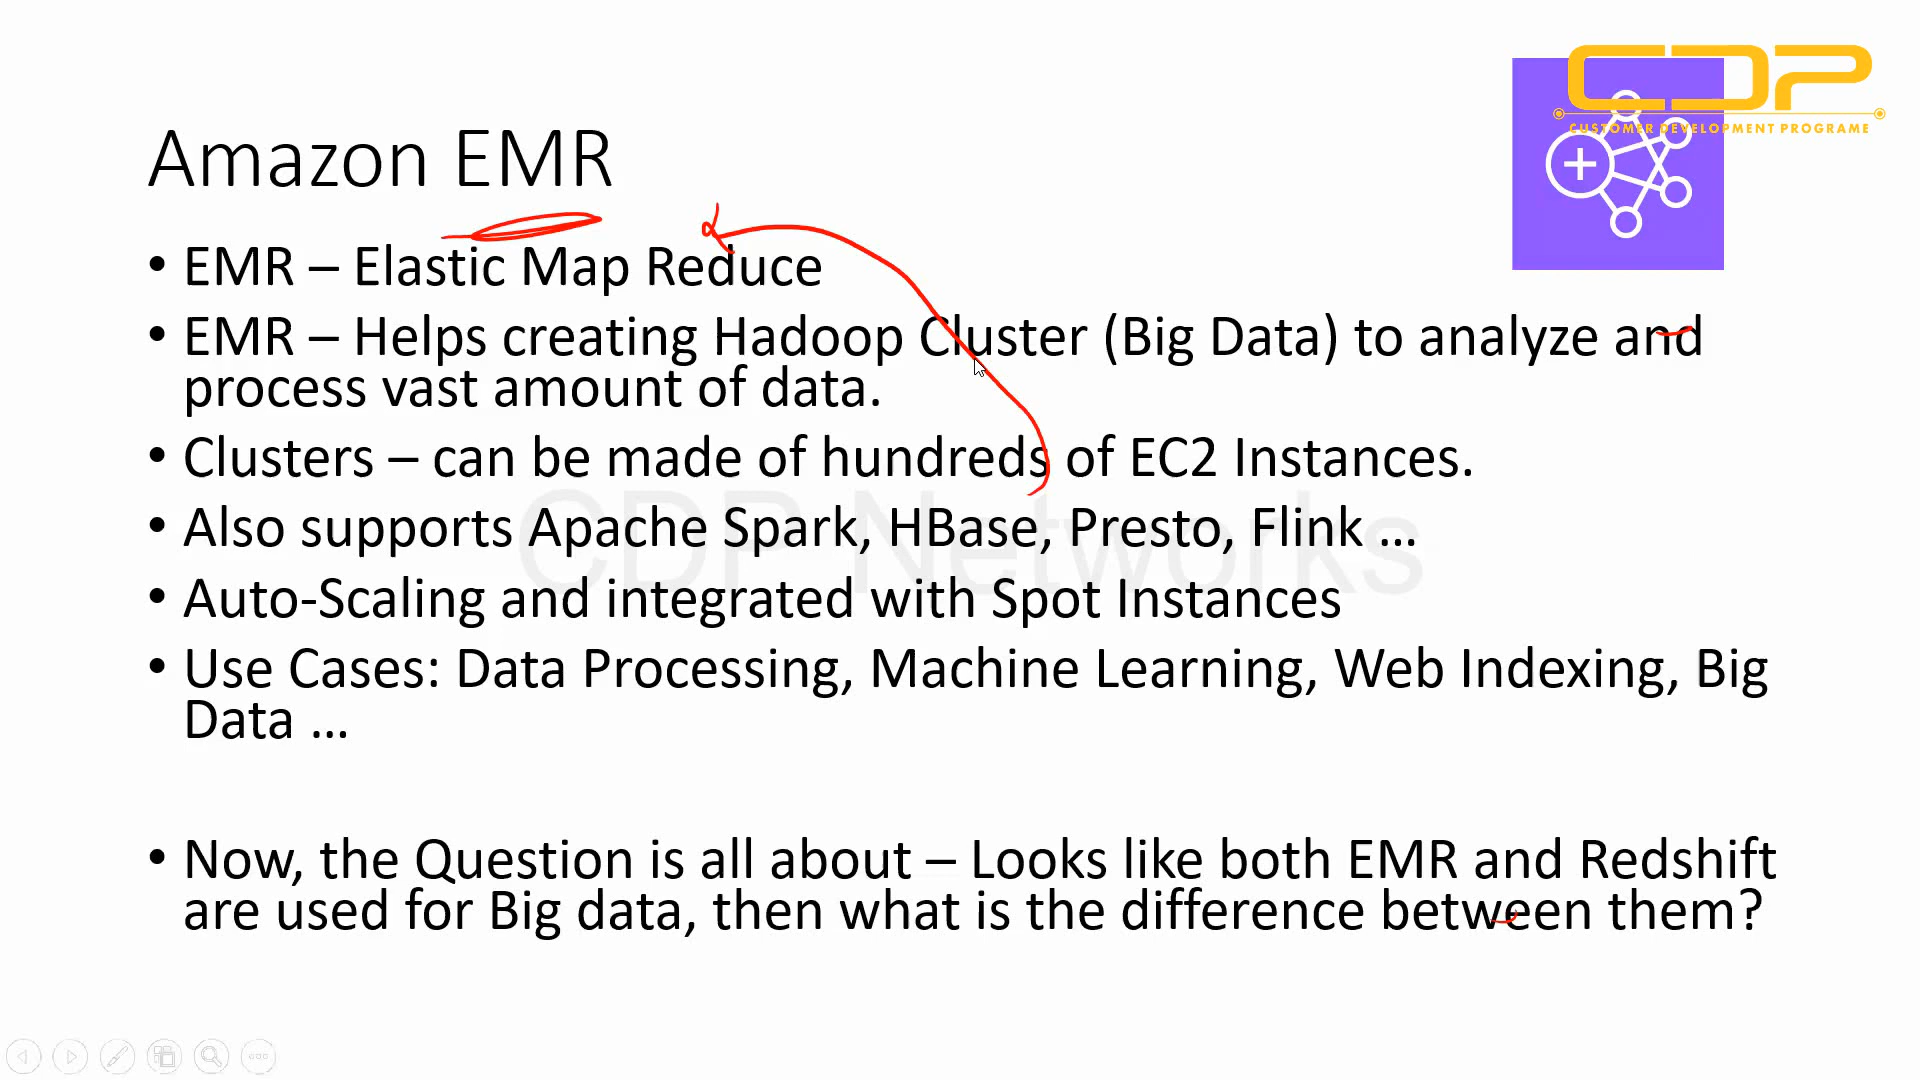 CDP
CUSTOMER DEVELOPMENT PROGRAME
Amazon EMR
• EMR – Elastic Map Reduce
• EMR – Helps creating Hadoop Cluster (Big Data) to analyze and
process vast amount of data.
• Clusters – can be made of hundreds of EC2 Instances.
• Also supports Apache Spark, HBase, Presto, Flink ...
CDP Networks
• Auto-Scaling and integrated with Spot Instances
• Use Cases: Data Processing, Machine Learning, Web Indexing, Big
Data ...
• Now, the Question is all about – Looks like both EMR and Redshift
are used for Big data, then what is the difference between them?